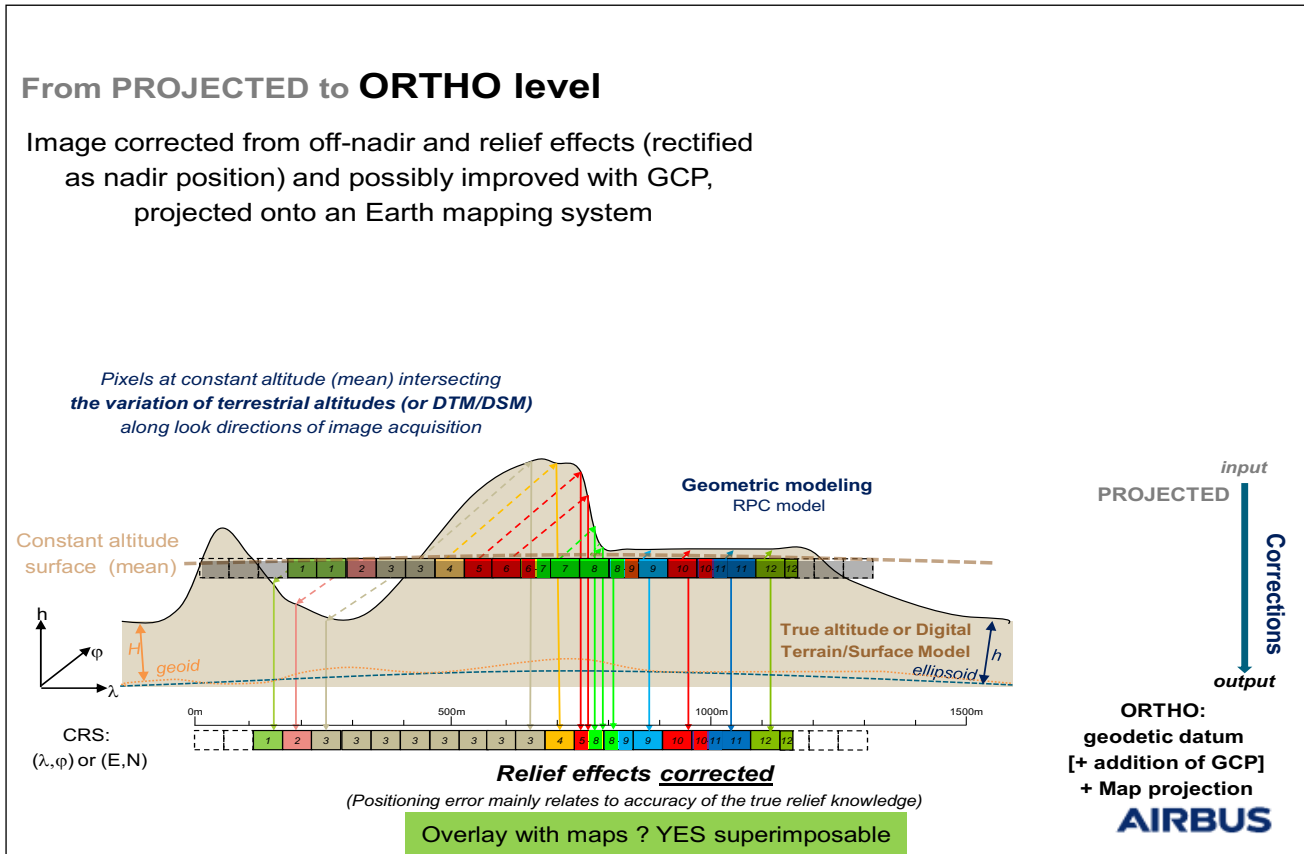 From PROJECTED to ORTHO level
Image corrected from off-nadir and relief effects (rectified
as nadir position) and possibly improved with GCP,
projected onto an Earth mapping system
Pixels at constant altitude (mean) intersecting
the variation of terrestrial altitudes (or DTM/DSM)
along look directions of image acquisition
Geometric modeling
RPC model
input
PROJECTED
Corrections
output
Constant altitude
surface (mean)
1 1 2 3 3 4 5 6 6 7 7 8 8 9 9 10 10 11 11 12 12
h
φ
λ
H
geoid
True altitude or Digital
Terrain/Surface Model
ellipsoid
h
0m 500m 1000m 1500m
CRS:
(λ,φ) or (E,N)
1 2 3 3 3 3 3 3 3 3 4 5 8 8 9 9 10 10 11 11 12 12
Relief effects corrected
(Positioning error mainly relates to accuracy of the true relief knowledge)
Overlay with maps ? YES superimposable
ORTHO:
geodetic datum
[+ addition of GCP]
+ Map projection
AIRBUS